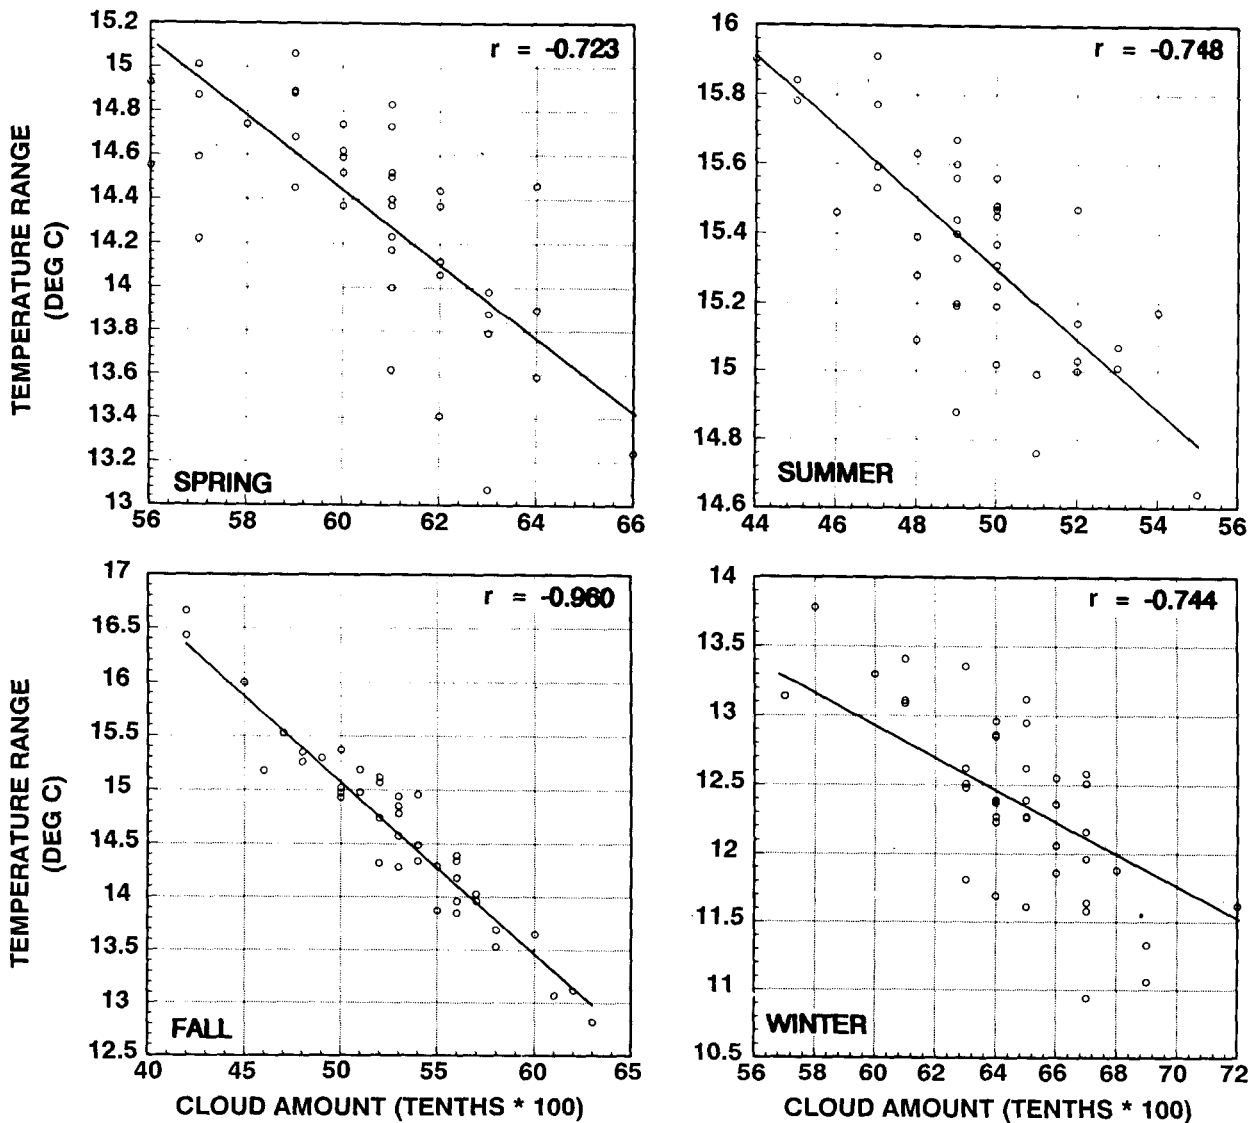 r = -0.723
15.2
15
14.8
14.6
14.4
14.2
14
13.8
13.6
13.4
13.2
13
SPRING
56 58 60 62 64 66
TEMPERATURE RANGE
(DEG C)
r = -0.748
16
15.8
15.6
15.4
15.2
15
14.8
14.6
SUMMER
44 46 48 50 52 54 56
r = -0.960
17
16.5
16
15.5
15
14.5
14
13.5
13
12.5
FALL
40 45 50 55 60 65
TEMPERATURE RANGE
(DEG C)
CLOUD AMOUNT (TENTHS * 100)
r = -0.744
14
13.5
13
12.5
12
11.5
11
10.5
WINTER
56 58 60 62 64 66 68 70 72
CLOUD AMOUNT (TENTHS * 100)